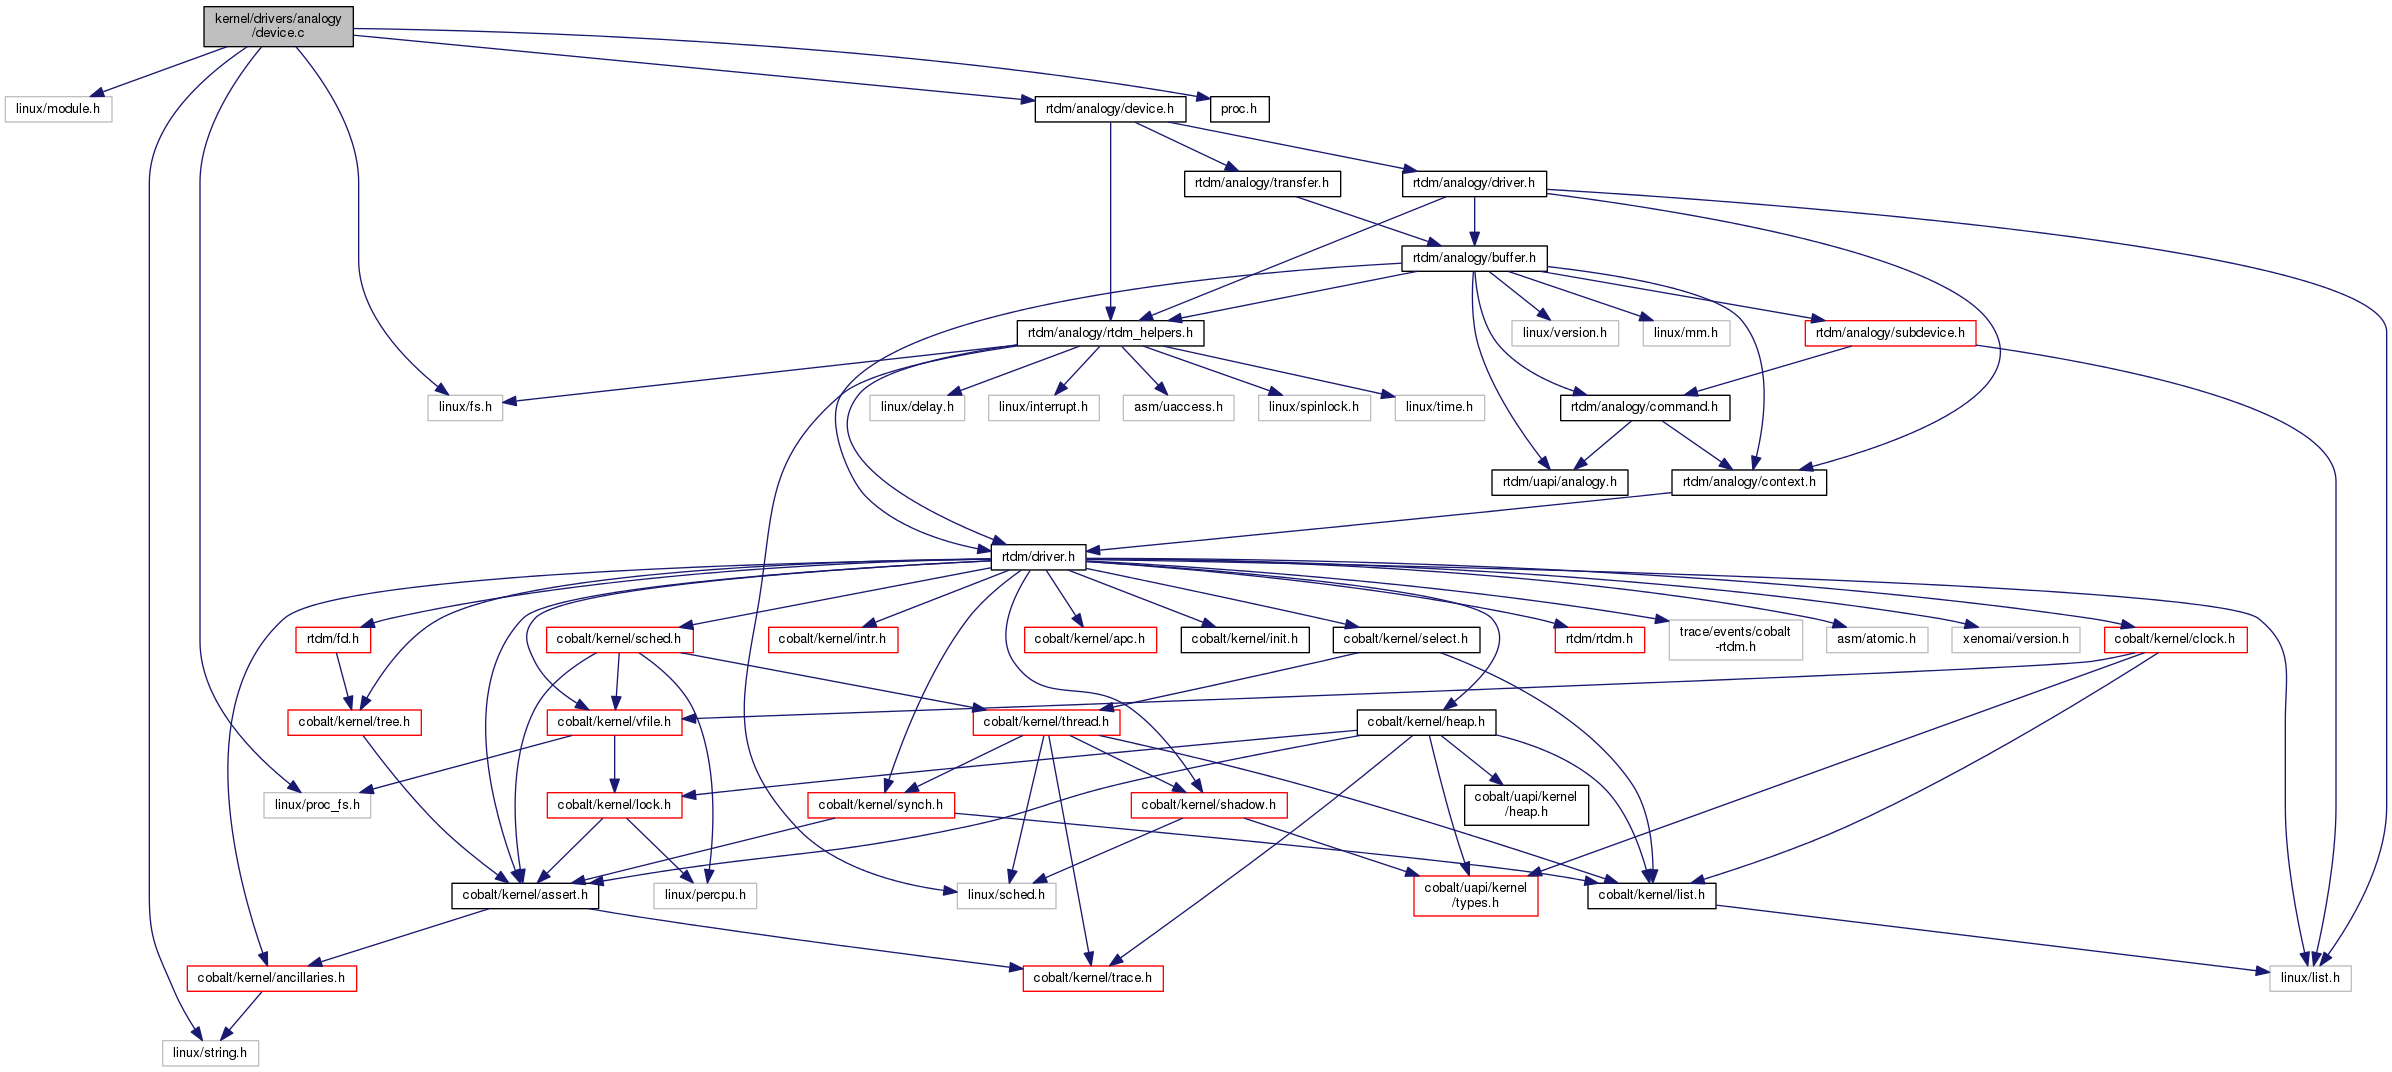 kernel/drivers/analogy
/device.c
linux/module.h
rtdm/analogy/device.h
proc.h
rtdm/analogy/transfer.h
rtdm/analogy/driver.h
rtdm/analogy/buffer.h
rtdm/analogy/rtdm_helpers.h
linux/version.h
linux/mm.h
rtdm/analogy/subdevice.h
linux/fs.h
linux/delay.h
linux/interrupt.h
asm/uaccess.h
linux/spinlock.h
linux/time.h
rtdm/analogy/command.h
rtdm/uapi/analogy.h
rtdm/analogy/context.h
rtdm/driver.h
rtdm/fd.h
cobalt/kernel/sched.h
cobalt/kernel/intr.h
cobalt/kernel/apc.h
cobalt/kernel/init.h
cobalt/kernel/select.h
rtdm/rtdm.h
trace/events/cobalt
-rtdm.h
asm/atomic.h
xenomai/version.h
cobalt/kernel/clock.h
cobalt/kernel/tree.h
cobalt/kernel/vfile.h
cobalt/kernel/thread.h
cobalt/kernel/heap.h
linux/proc_fs.h
cobalt/kernel/lock.h
cobalt/kernel/synch.h
cobalt/kernel/shadow.h
cobalt/uapi/kernel
/heap.h
cobalt/kernel/assert.h
linux/percpu.h
linux/sched.h
cobalt/uapi/kernel
/types.h
cobalt/kernel/list.h
cobalt/kernel/ancillaries.h
cobalt/kernel/trace.h
linux/list.h
linux/string.h